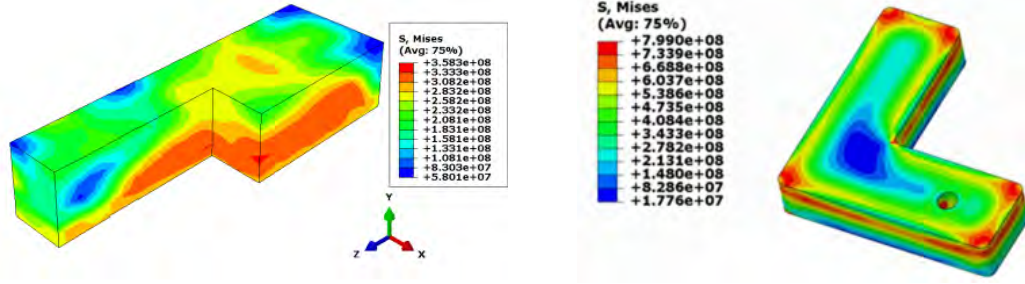 S, Mises
(Avg: 75%)
+3.583e+08
+3.333e+08
+3.082e+08
+2.832e+08
+2.582e+08
+2.332e+08
+2.081e+08
+1.831e+08
+1.581e+08
+1.331e+08
+1.081e+08
+8.303e+07
+5.801e+07
Y
Z
X
S, Mises
(Avg: 75%)
+7.990e+08
+7.339e+08
+6.688e+08
+6.037e+08
+5.386e+08
+4.735e+08
+4.084e+08
+3.433e+08
+2.782e+08
+2.131e+08
+1.480e+08
+8.286e+07
+1.776e+07